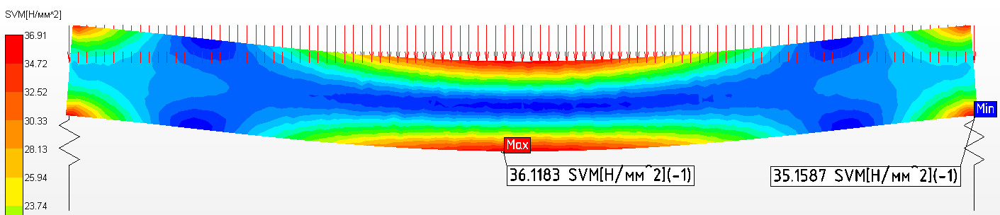 SVM[Н/мм^2]
36.91
34.72
32.52
30.33
28.13
25.94
23.74
Min
Max
36.1183 SVM[Н/мм^2](-1)
35.1587 SVM[Н/мм^2](-1)